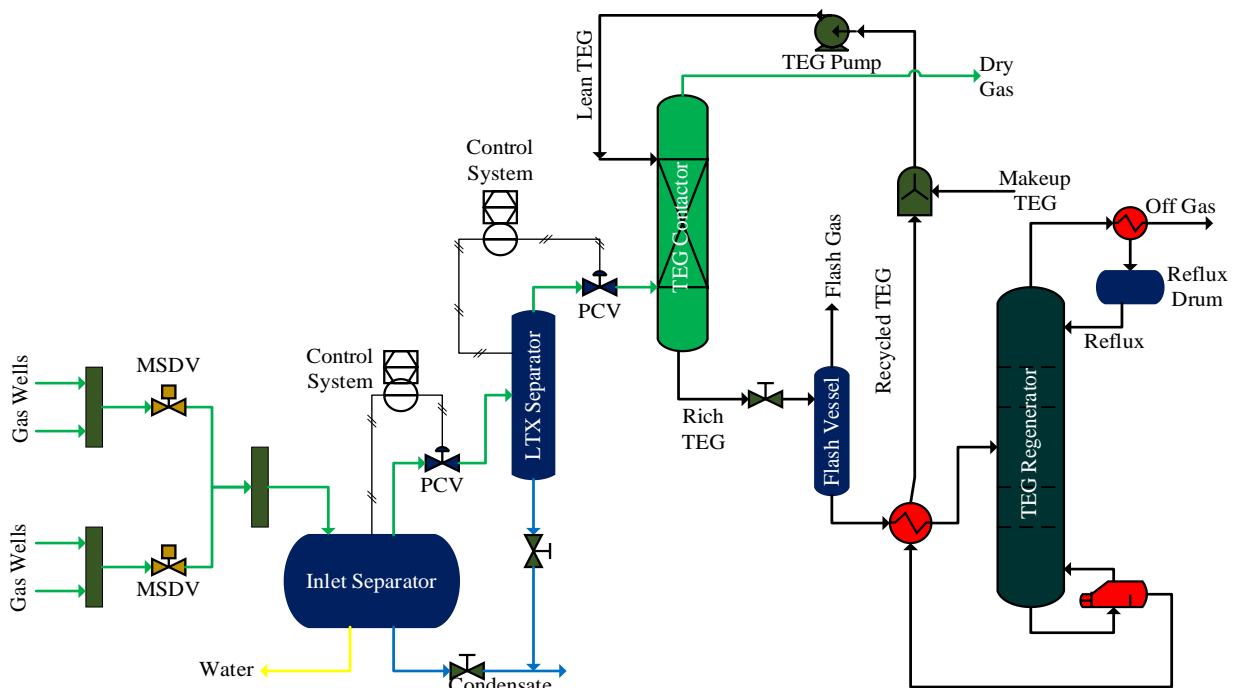 Lean TEG
TEG Pump
Dry
Gas
Control
System
TEG Contactor
Makeup
TEG
Off Gas
Flash Gas
Recycled TEG
Reflux
Drum
PCV
Reflux
Control
System
MSDV
Gas Wells
LTX Separator
Rich
TEG
Flash Vessel
TEG Regenerator
PCV
Gas Wells
MSDV
Inlet Separator
Water
Condensate